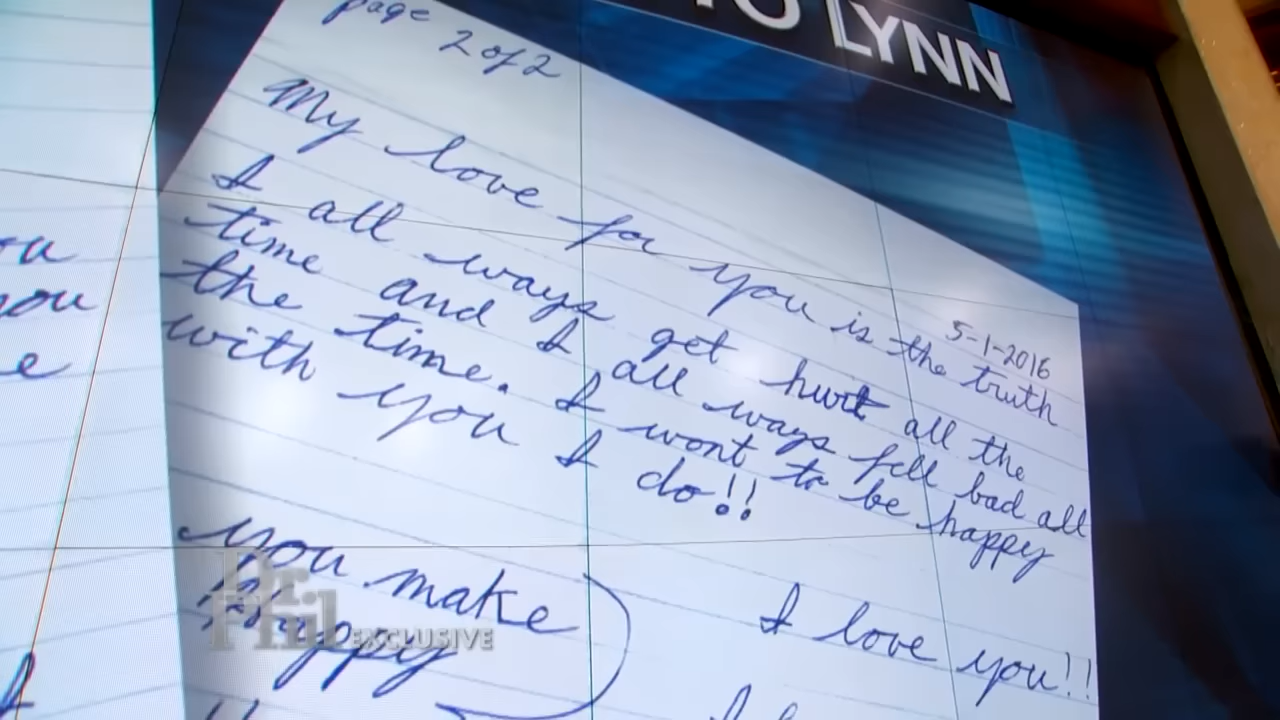 LYNN
page
2 of 2
5-1-2016
My love for you is the truth
I all ways get hurt all the
time and I all ways fell bad all
the time. I wont to be happy
with you I do!!
you make
Happy
I love you!!
ou
e
Dr. Phil EXCLUSIVE